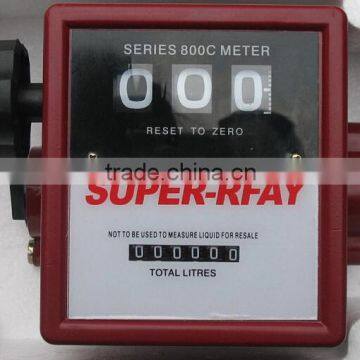 SERIES 800C METER
000
RESET TO ZERO
trade.china.cn
SUPER-RFAY
NOT TO BE USED TO MEASURE LIQUID FOR RESALE
000000
TOTAL LITRES